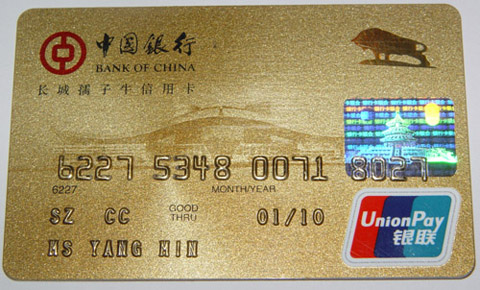 中国银行
BANK OF CHINA
长城孺子牛信用卡
6227 5348 0071 8027
6227
MONTH/YEAR
SZ CC GOOD THRU 01/10
MS YANG MIN
UnionPay
银联